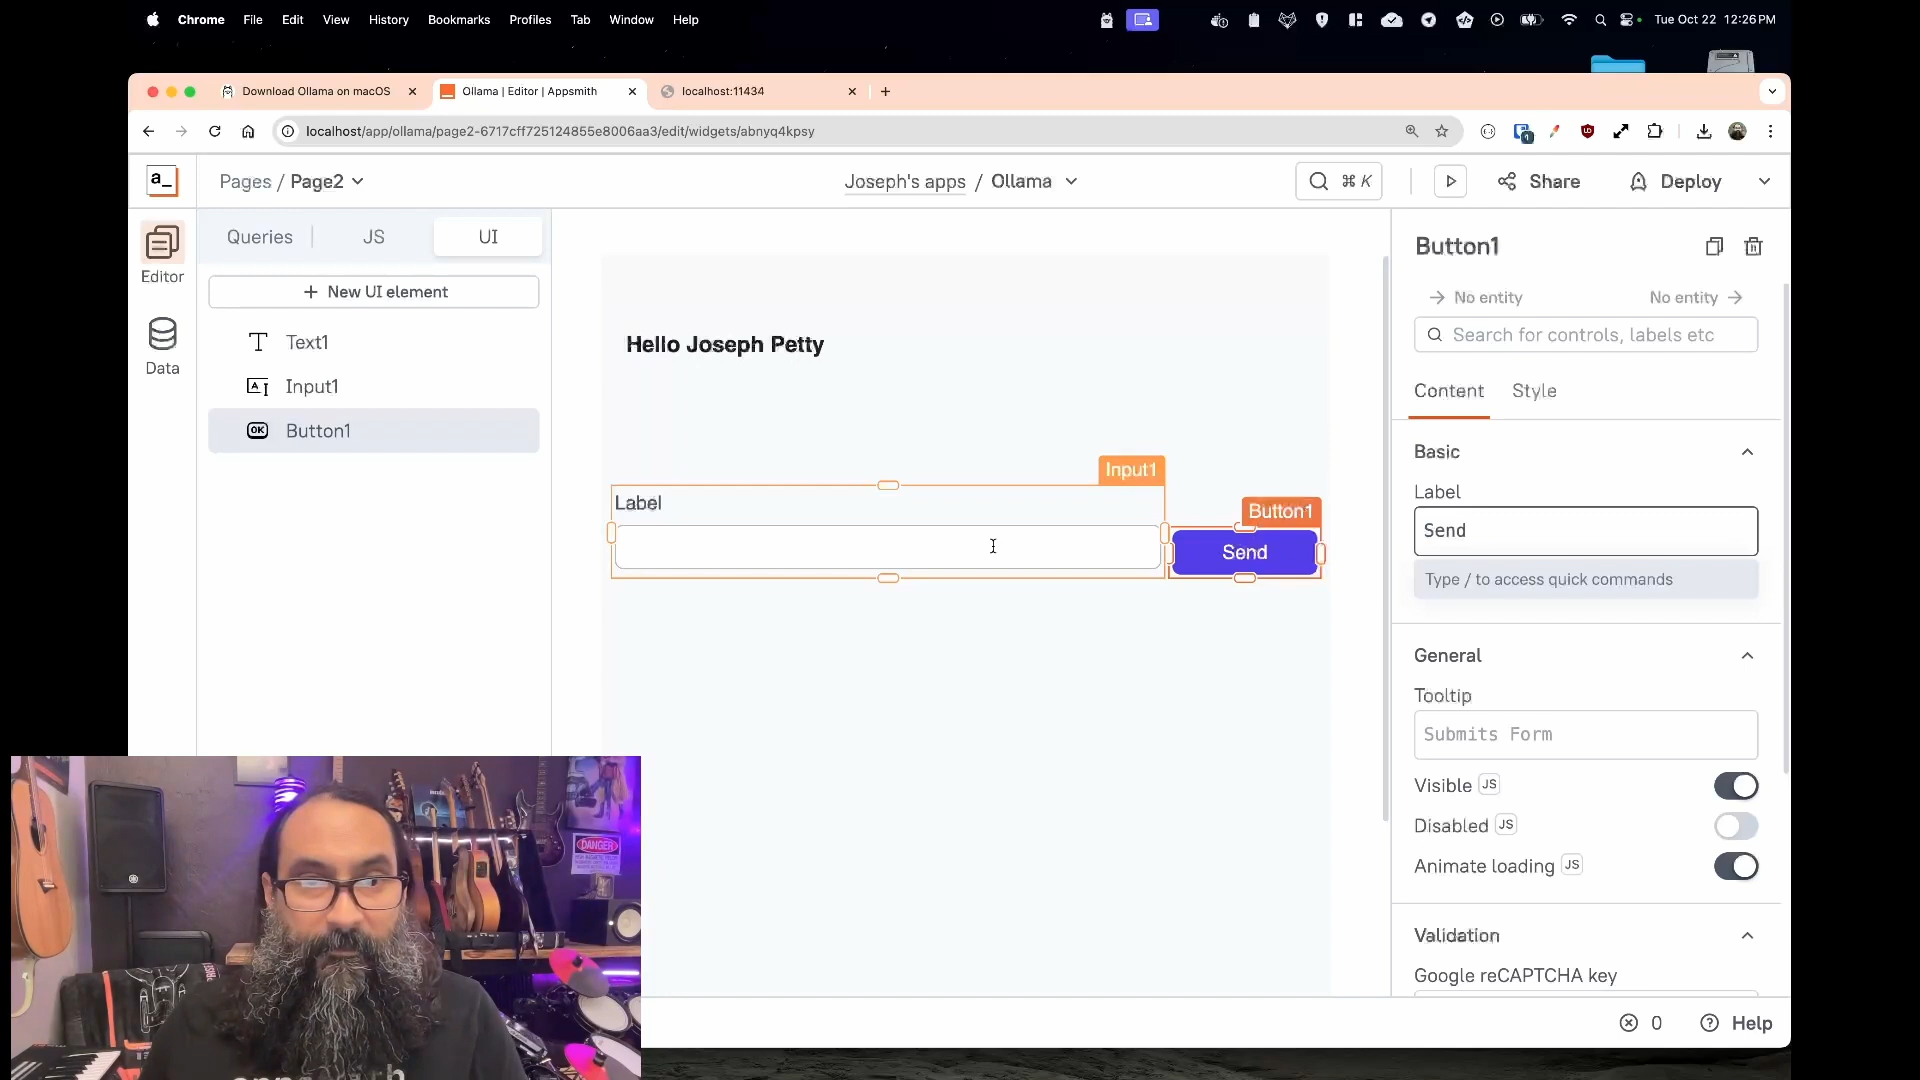 Chrome File Edit View History Bookmarks Profiles Tab Window Help Tue Oct 22 12:26 PM
Download Ollama on macOS
Ollama | Editor | Appsmith
localhost:11434
localhost/app/ollama/page2-6717cff725124855e8006aa3/edit/widgets/abnyq4kpsy
a_ Pages / Page2 Joseph's apps / Ollama ⌘ K Share Deploy
Editor
Data
Queries JS UI
+ New UI element
Text1
Input1
Button1
Hello Joseph Petty
Input1
Label
Button1
Send
Button1
No entity No entity
Search for controls, labels etc
Content Style
Basic
Label
Send
Type / to access quick commands
General
Tooltip
Submits Form
Visible JS
Disabled JS
Animate loading JS
Validation
Google reCAPTCHA key
0 Help
DANGER